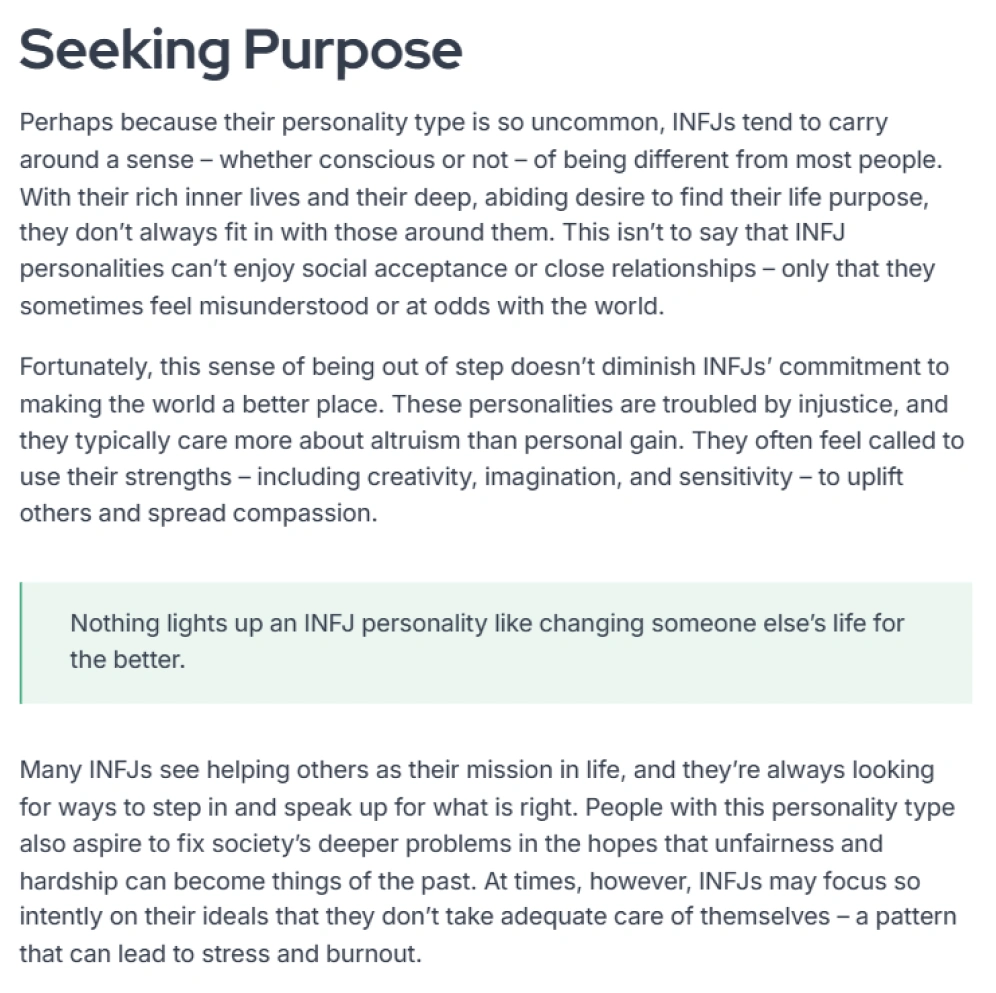 Seeking Purpose
Perhaps because their personality type is so uncommon, INFJs tend to carry
around a sense – whether conscious or not – of being different from most people.
With their rich inner lives and their deep, abiding desire to find their life purpose,
they don’t always fit in with those around them. This isn’t to say that INFJ
personalities can’t enjoy social acceptance or close relationships – only that they
sometimes feel misunderstood or at odds with the world.
Fortunately, this sense of being out of step doesn’t diminish INFJs’ commitment to
making the world a better place. These personalities are troubled by injustice, and
they typically care more about altruism than personal gain. They often feel called to
use their strengths – including creativity, imagination, and sensitivity – to uplift
others and spread compassion.
Nothing lights up an INFJ personality like changing someone else’s life for
the better.
Many INFJs see helping others as their mission in life, and they’re always looking
for ways to step in and speak up for what is right. People with this personality type
also aspire to fix society’s deeper problems in the hopes that unfairness and
hardship can become things of the past. At times, however, INFJs may focus so
intently on their ideals that they don’t take adequate care of themselves – a pattern
that can lead to stress and burnout.